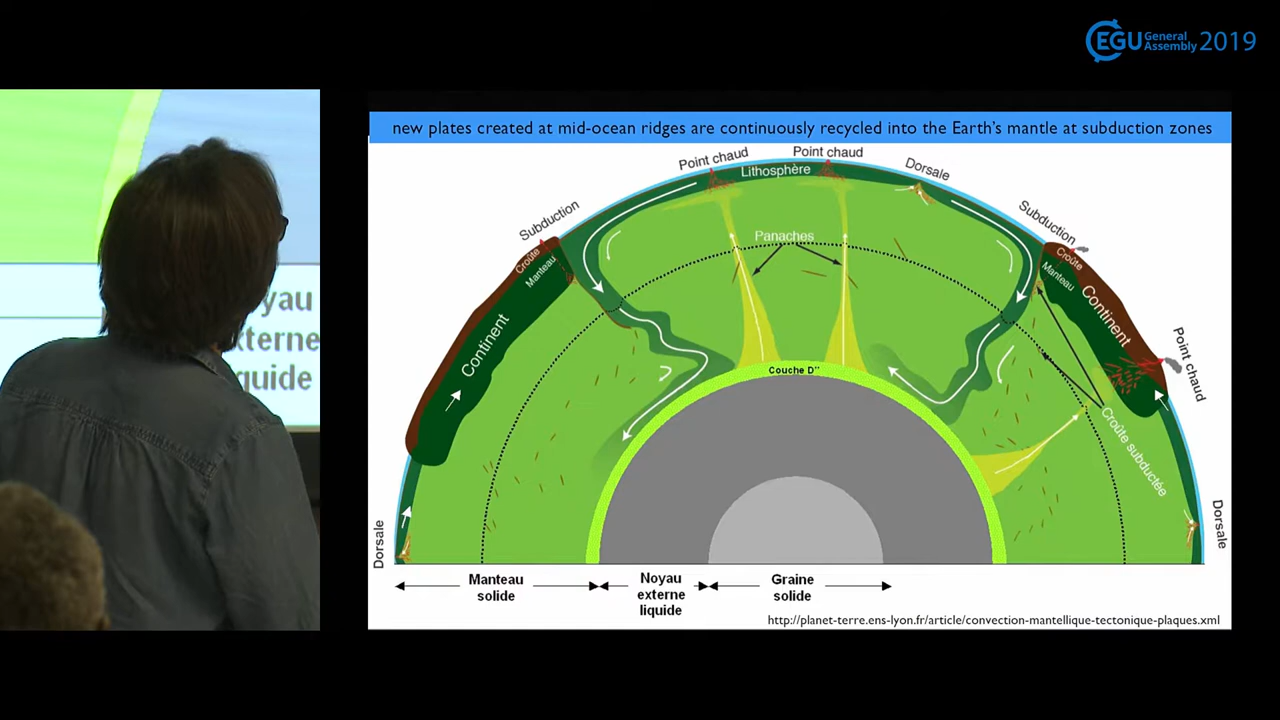 EGU General Assembly 2019
new plates created at mid-ocean ridges are continuously recycled into the Earth's mantle at subduction zones
Point chaud
Point chaud
Dorsale
Lithosphère
Subduction
Subduction
Croûte
Manteau
Panaches
Croûte
Manteau
Continent
Continent
Point chaud
Couche D"
Croûte subductée
Dorsale
Dorsale
Manteau
solide
Noyau
externe
liquide
Graine
solide
http://planet-terre.ens-lyon.fr/article/convection-mantellique-tectonique-plaques.xml
yau
xterne
quide